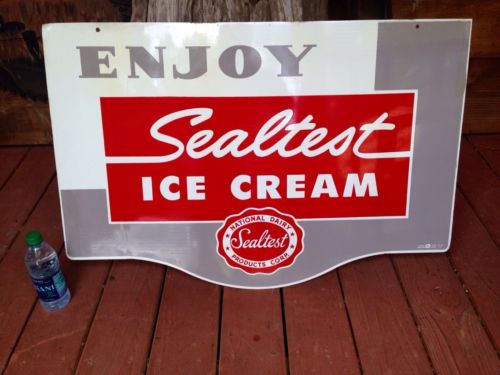 ENJOY
Sealtest
ICE CREAM
NATIONAL DAIRY
Sealtest
PRODUCTS CORP.